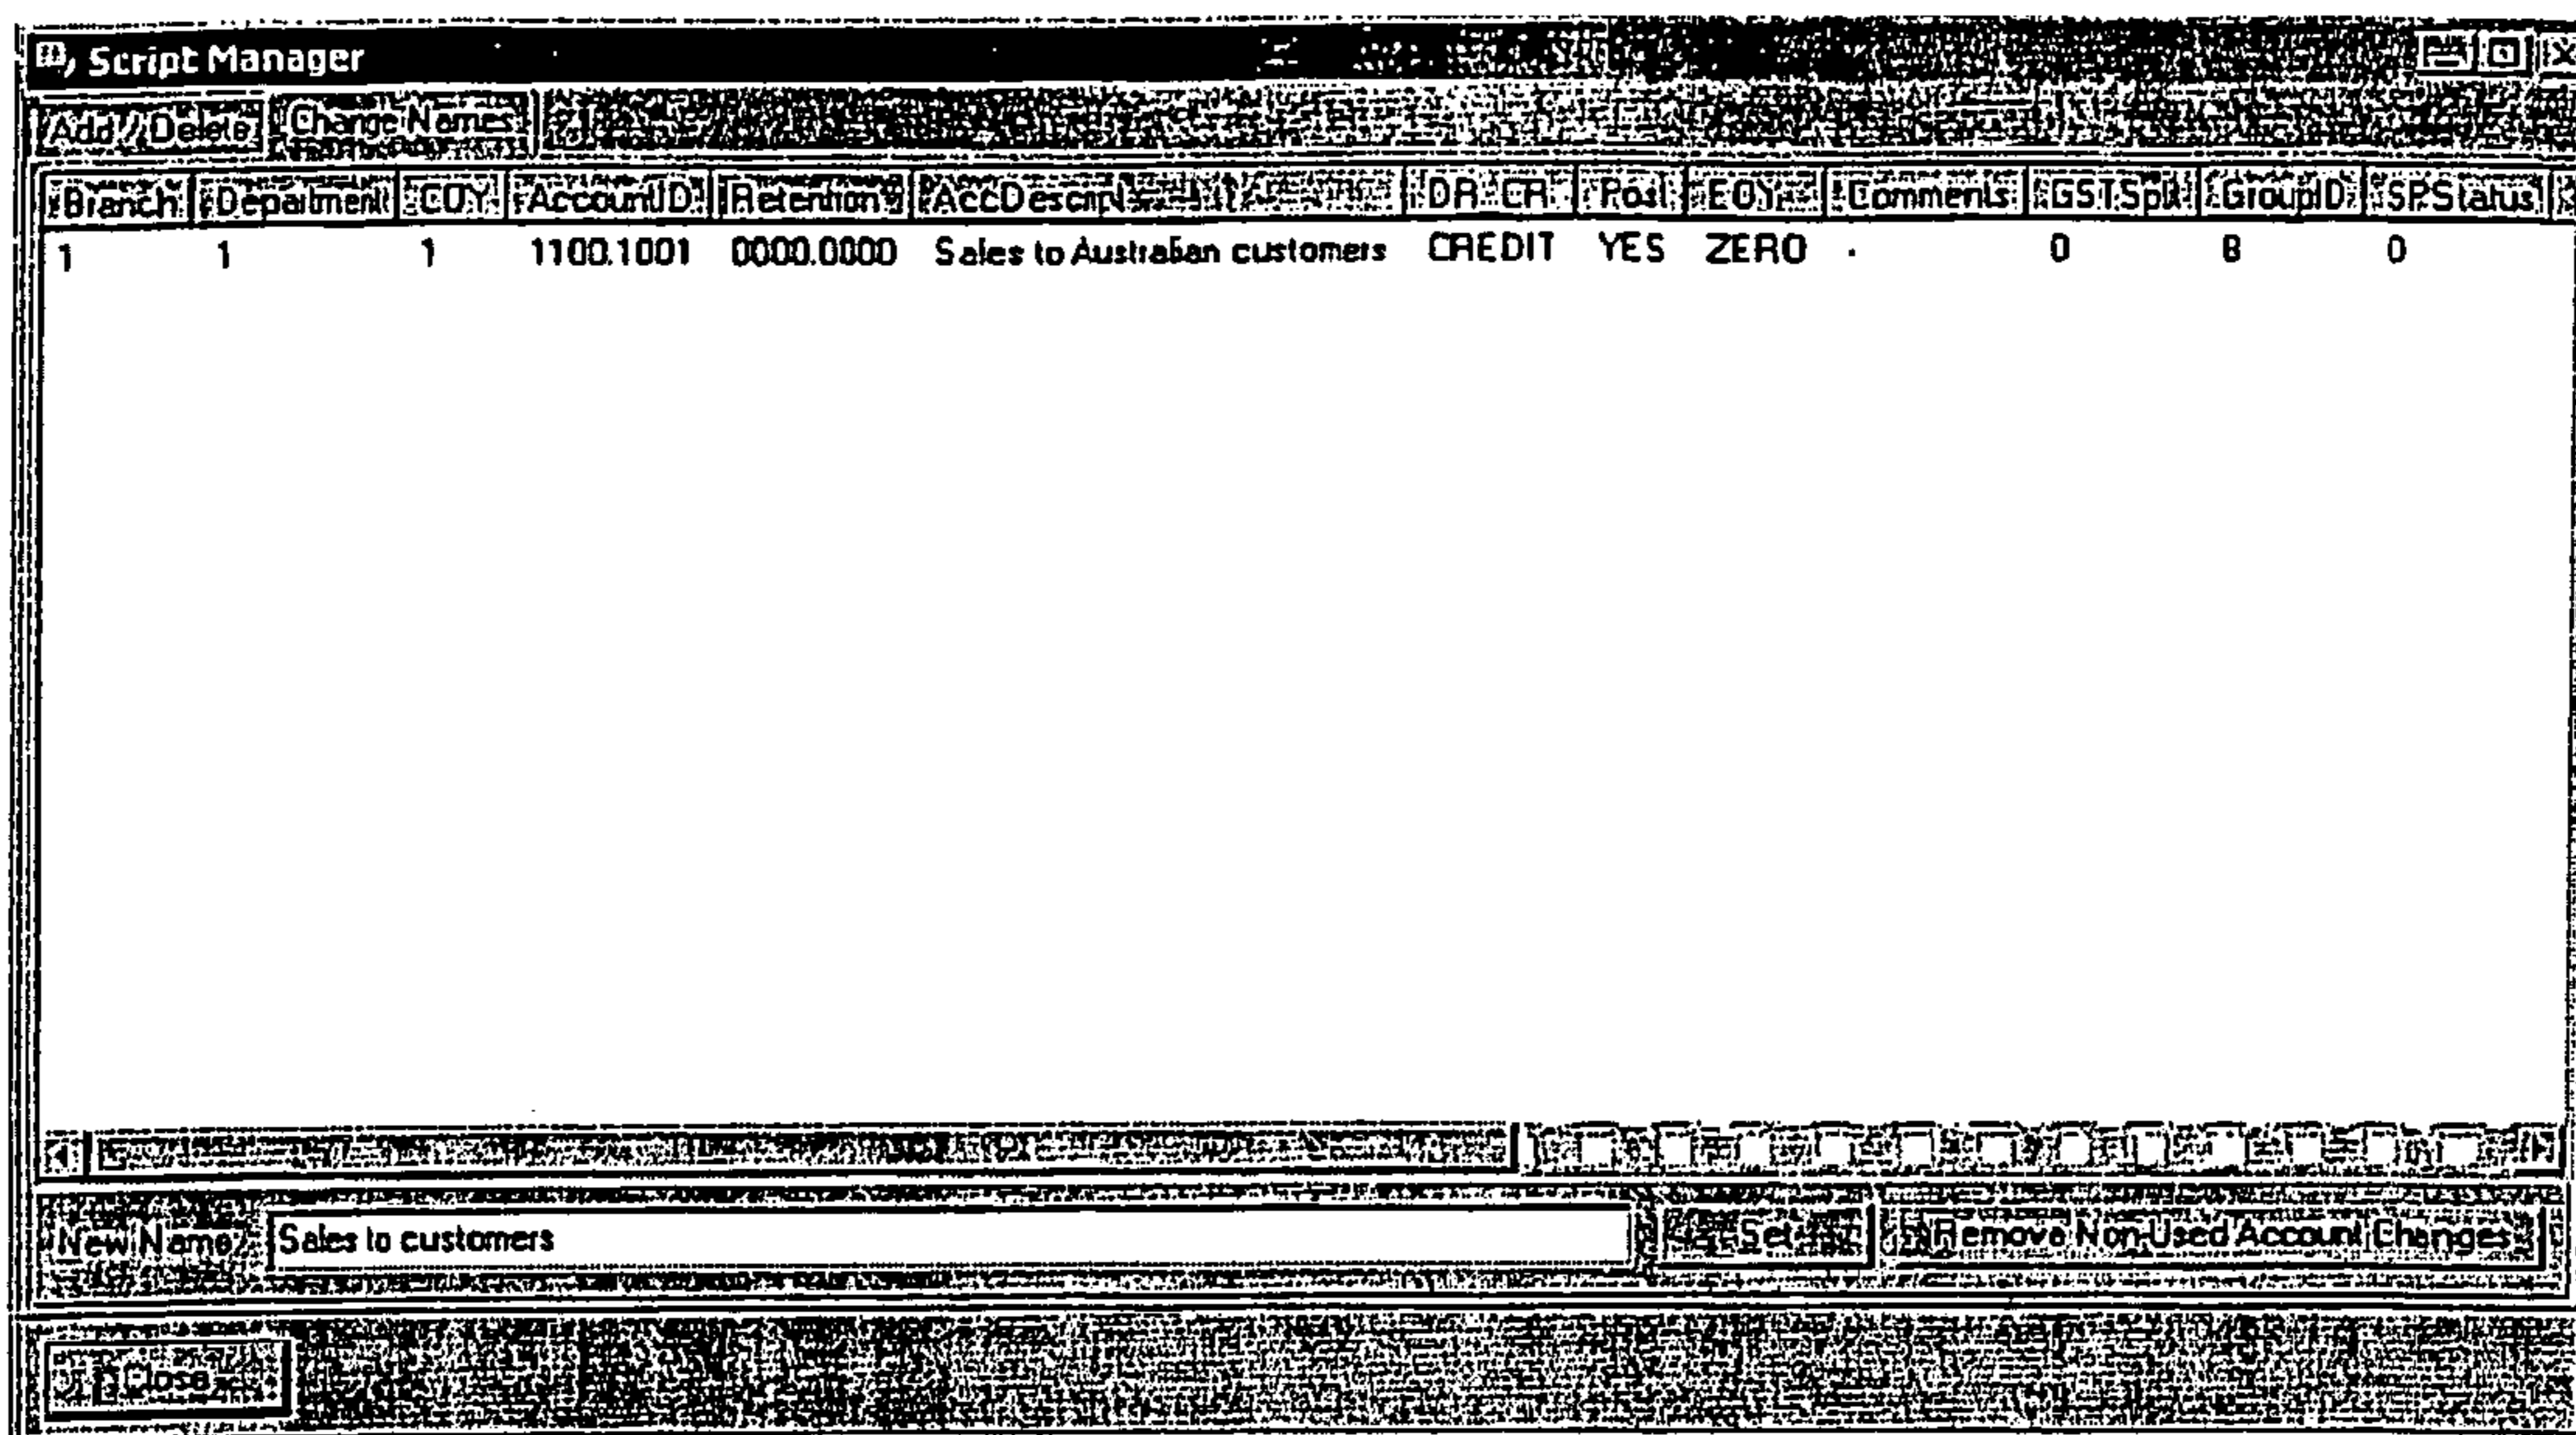 Script Manager
Add / Delete Change Names
Branch Department COY AccountID Retention AccDescript DR CR Post EOY Comments GSTSplit GroupID SPStatus
1 1 1 1100.1001 0000.0000 Sales to Australian customers CREDIT YES ZERO . 0 8 0
New Name Sales to customers Set Remove Non-Used Account Changes
Close